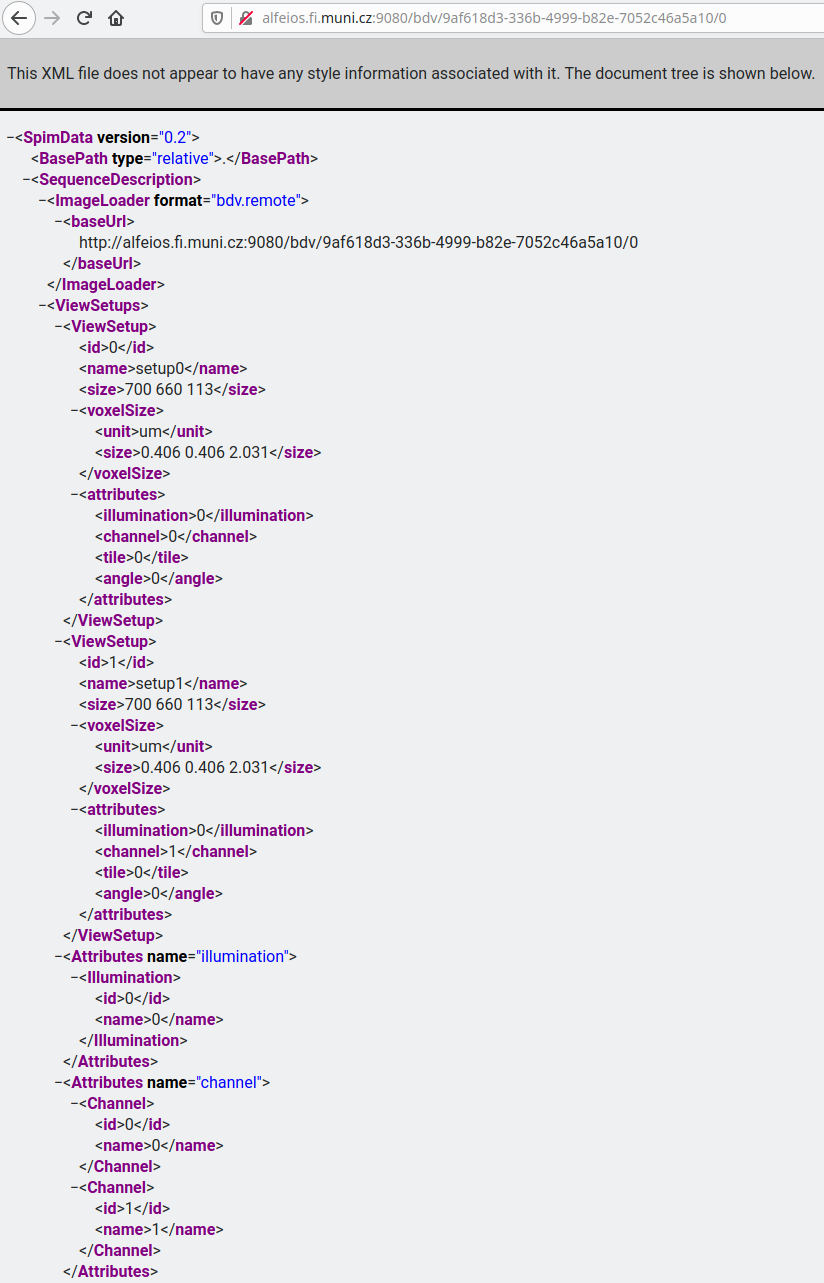 alfeios.fi.muni.cz:9080/bdv/9af618d3-336b-4999-b82e-7052c46a5a10/0
This XML file does not appear to have any style information associated with it. The document tree is shown below.
−<SpimData version="0.2">
<BasePath type="relative">.</BasePath>
−<SequenceDescription>
−<ImageLoader format="bdv.remote">
−<baseUrl>
http://alfeios.fi.muni.cz:9080/bdv/9af618d3-336b-4999-b82e-7052c46a5a10/0
</baseUrl>
</ImageLoader>
−<ViewSetups>
−<ViewSetup>
<id>0</id>
<name>setup0</name>
<size>700 660 113</size>
−<voxelSize>
<unit>um</unit>
<size>0.406 0.406 2.031</size>
</voxelSize>
−<attributes>
<illumination>0</illumination>
<channel>0</channel>
<tile>0</tile>
<angle>0</angle>
</attributes>
</ViewSetup>
−<ViewSetup>
<id>1</id>
<name>setup1</name>
<size>700 660 113</size>
−<voxelSize>
<unit>um</unit>
<size>0.406 0.406 2.031</size>
</voxelSize>
−<attributes>
<illumination>0</illumination>
<channel>1</channel>
<tile>0</tile>
<angle>0</angle>
</attributes>
</ViewSetup>
−<Attributes name="illumination">
−<Illumination>
<id>0</id>
<name>0</name>
</Illumination>
</Attributes>
−<Attributes name="channel">
−<Channel>
<id>0</id>
<name>0</name>
</Channel>
−<Channel>
<id>1</id>
<name>1</name>
</Channel>
</Attributes>